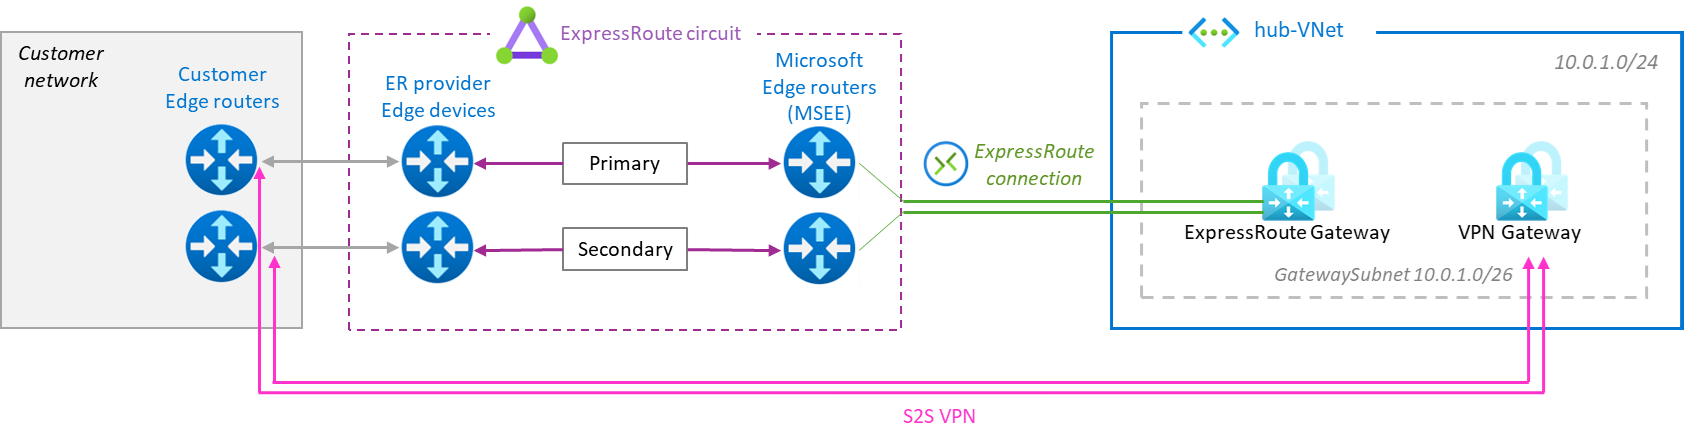 Customer
network
Customer
Edge routers
ExpressRoute circuit
ER provider
Edge devices
Microsoft
Edge routers
(MSEE)
Primary
Secondary
ExpressRoute
connection
hub-VNet
10.0.1.0/24
ExpressRoute Gateway
VPN Gateway
GatewaySubnet 10.0.1.0/26
S2S VPN